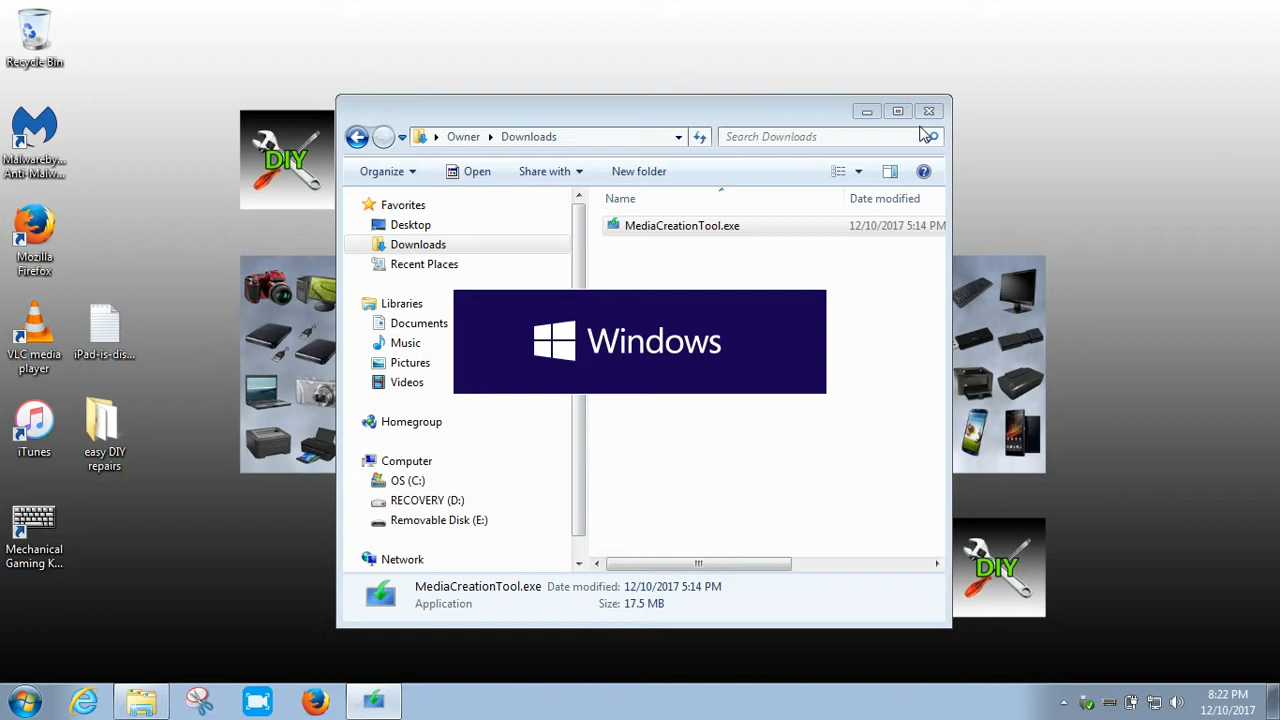 Recycle Bin
Malwareby...
Anti-Malw...
Mozilla
Firefox
VLC media
player
iPad-is-dis...
iTunes
easy DIY
repairs
Mechanical
Gaming K...
DIY
Owner Downloads
Search Downloads
Organize Open Share with New folder
Favorites
Desktop
Downloads
Recent Places
Libraries
Documents
Music
Pictures
Videos
Homegroup
Computer
OS (C:)
RECOVERY (D:)
Removable Disk (E:)
Network
Name Date modified
MediaCreationTool.exe 12/10/2017 5:14 PM
Windows
MediaCreationTool.exe Date modified: 12/10/2017 5:14 PM
Application Size: 17.5 MB
DIY
8:22 PM
12/10/2017